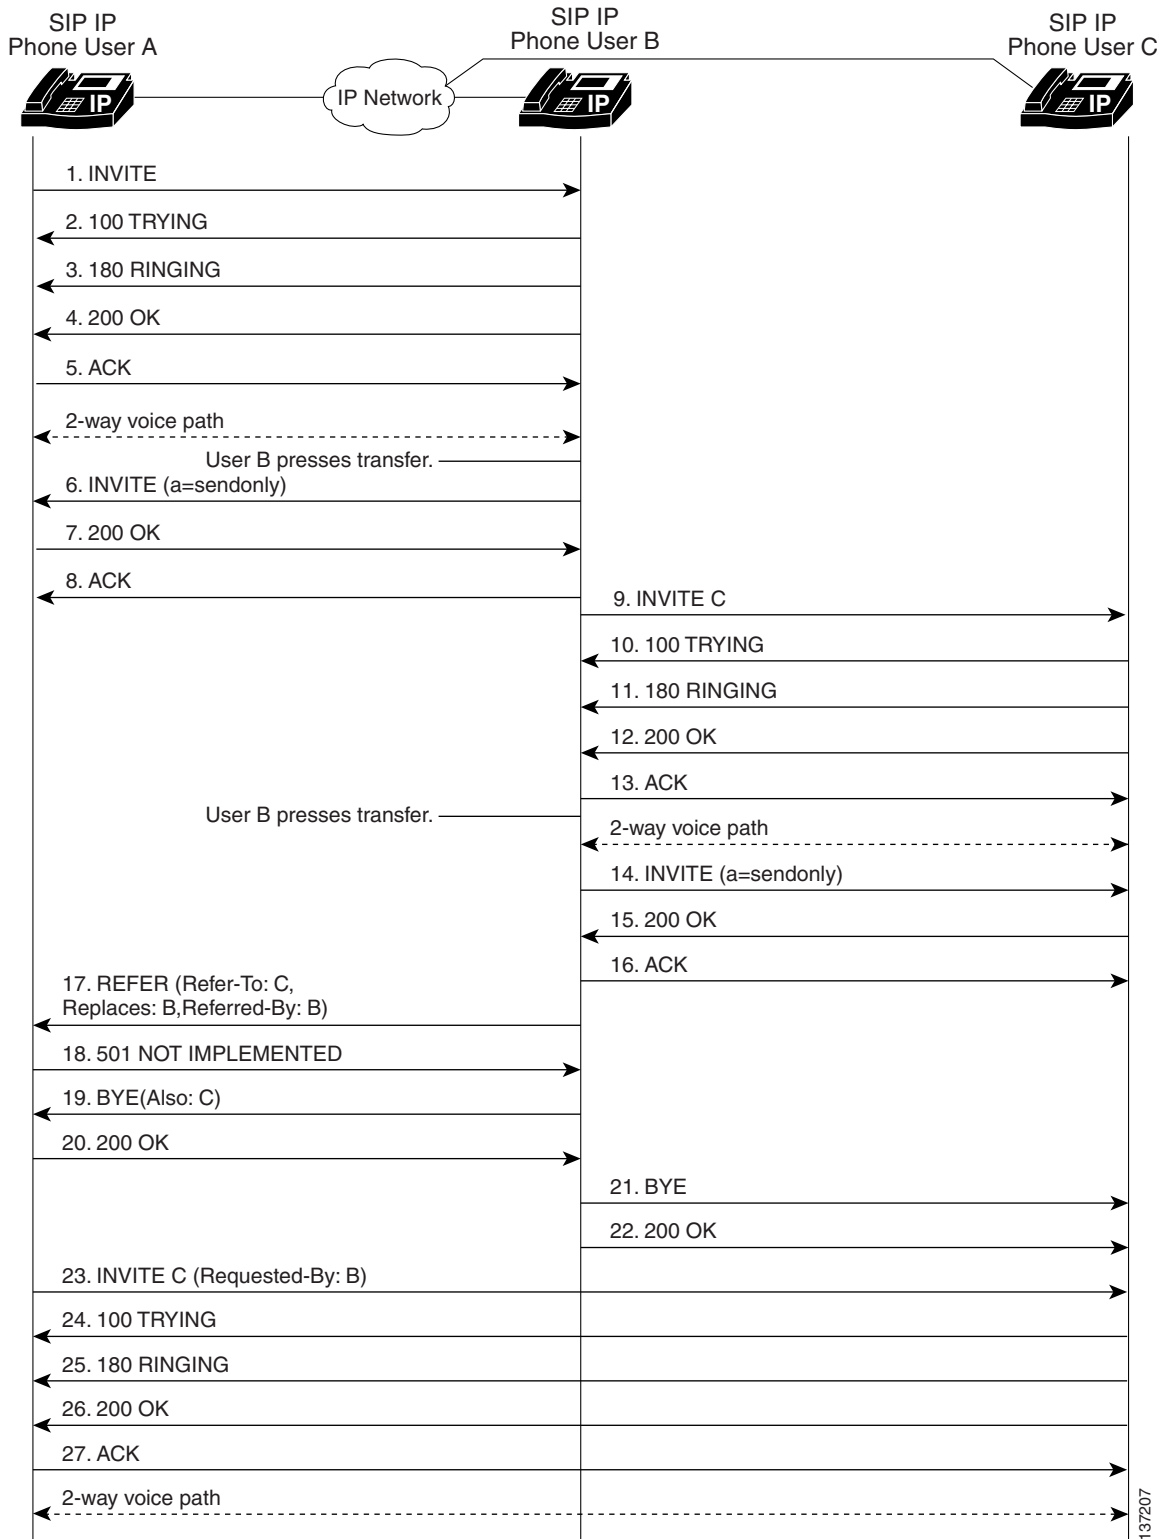 SIP IP
Phone User A
SIP IP
Phone User B
SIP IP
Phone User C
IP
IP Network
IP
IP
1. INVITE
2. 100 TRYING
3. 180 RINGING
4. 200 OK
5. ACK
2-way voice path
User B presses transfer.
6. INVITE (a=sendonly)
7. 200 OK
8. ACK
9. INVITE C
10. 100 TRYING
11. 180 RINGING
12. 200 OK
13. ACK
User B presses transfer.
2-way voice path
14. INVITE (a=sendonly)
15. 200 OK
16. ACK
17. REFER (Refer-To: C,
Replaces: B,Referred-By: B)
18. 501 NOT IMPLEMENTED
19. BYE(Also: C)
20. 200 OK
21. BYE
22. 200 OK
23. INVITE C (Requested-By: B)
24. 100 TRYING
25. 180 RINGING
26. 200 OK
27. ACK
2-way voice path
137207